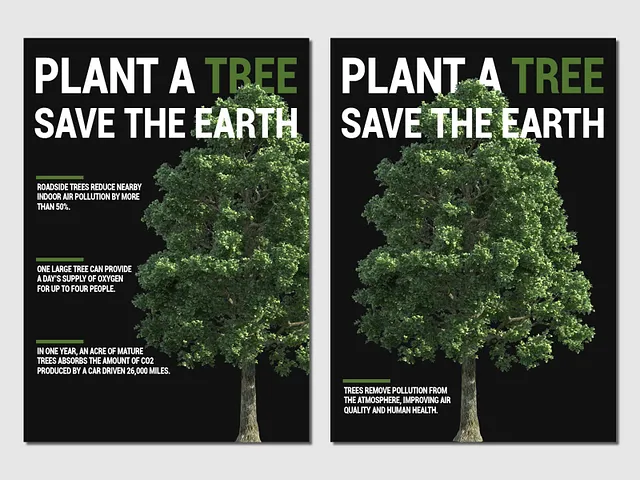 PLANT A TREE
SAVE THE EARTH
ROADSIDE TREES REDUCE NEARBY
INDOOR AIR POLLUTION BY MORE
THAN 50%.
ONE LARGE TREE CAN PROVIDE
A DAY'S SUPPLY OF OXYGEN
FOR UP TO FOUR PEOPLE.
IN ONE YEAR, AN ACRE OF MATURE
TREES ABSORBS THE AMOUNT OF CO2
PRODUCED BY A CAR DRIVEN 26,000 MILES.
PLANT A TREE
SAVE THE EARTH
TREES REMOVE POLLUTION FROM
THE ATMOSPHERE, IMPROVING AIR
QUALITY AND HUMAN HEALTH.